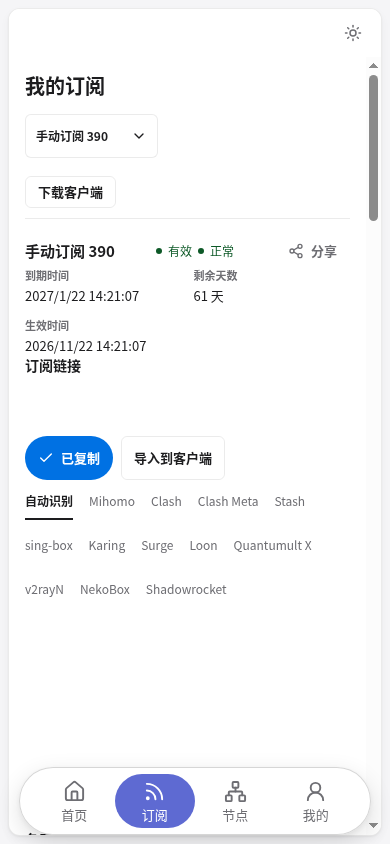 我的订阅
手动订阅 390
下载客户端
手动订阅 390 有效 正常 分享
到期时间 剩余天数
2027/1/22 14:21:07 61 天
生效时间
2026/11/22 14:21:07
订阅链接
已复制 导入到客户端
自动识别 Mihomo Clash Clash Meta Stash
sing-box Karing Surge Loon Quantumult X
v2rayN NekoBox Shadowrocket
首页 订阅 节点 我的